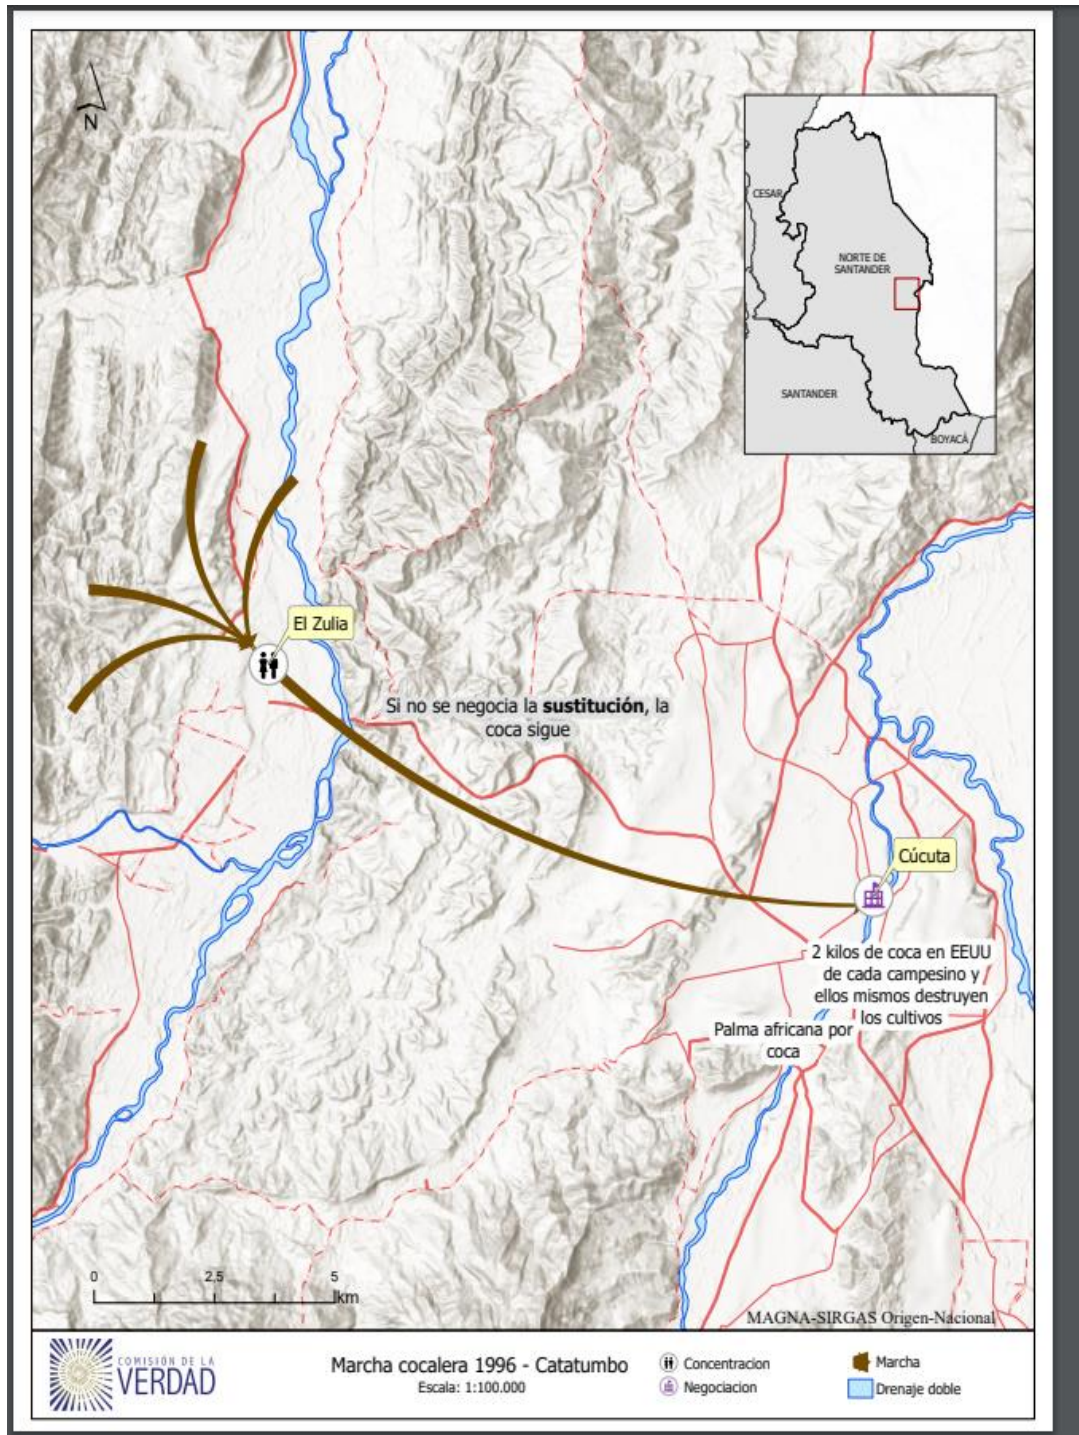 N
CESAR
NORTE DE
SANTANDER
SANTANDER
BOYACÁ
El Zulia
Si no se negocia la sustitución, la
coca sigue
Cúcuta
2 kilos de coca en EEUU
de cada campesino y
ellos mismos destruyen
los cultivos
Palma africana por
coca
0 2,5 5
km
MAGNA-SIRGAS Origen-Nacional
COMISIÓN DE LA
VERDAD
Marcha cocalera 1996 - Catatumbo
Escala: 1:100.000
Concentracion
Negociacion
Marcha
Drenaje doble